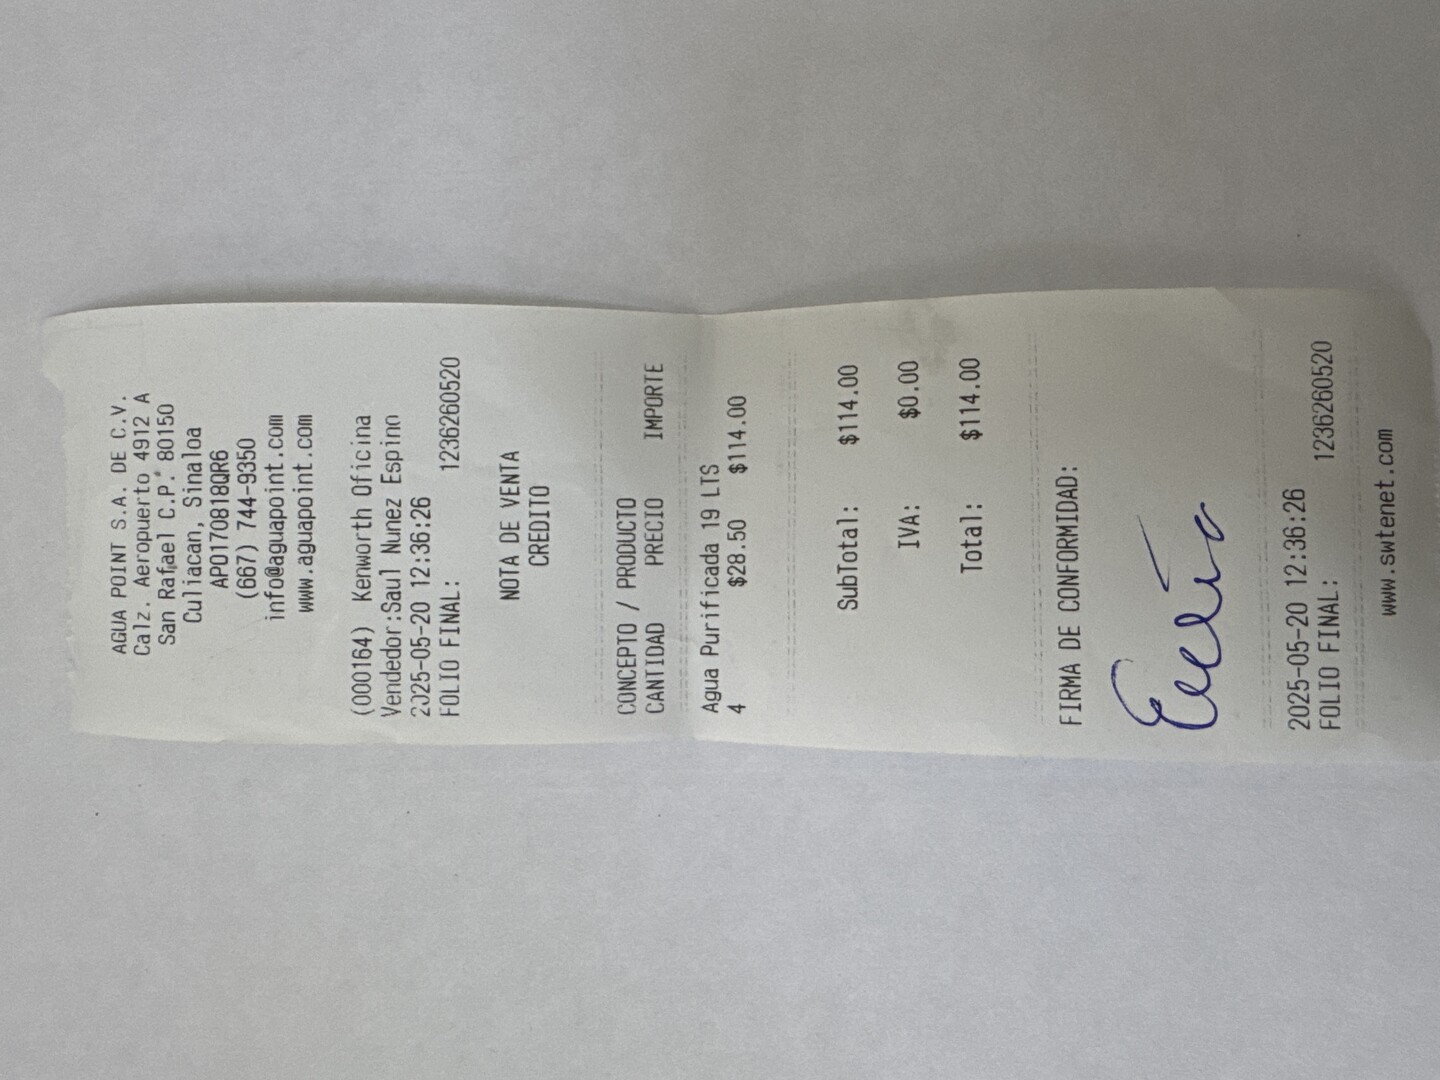 AGUA POINT S.A. DE C.V.
Calz. Aeropuerto 4912 A
San Rafael C.P. 80150
Culiacan, Sinaloa
APO170818QR6
(667) 744-9350
info@aguapoint.com
www.aguapoint.com
(000164) Kenworth Oficina
Vendedor:Saul Nunez Espino
2025-05-20 12:36:26
FOLIO FINAL: 1236260520
NOTA DE VENTA
CREDITO
CONCEPTO / PRODUCTO
CANTIDAD PRECIO IMPORTE
Agua Purificada 19 LTS
4 $28.50 $114.00
SubTotal: $114.00
IVA: $0.00
Total: $114.00
FIRMA DE CONFORMIDAD:
2025-05-20 12:36:26
FOLIO FINAL: 1236260520
www.swtenet.com